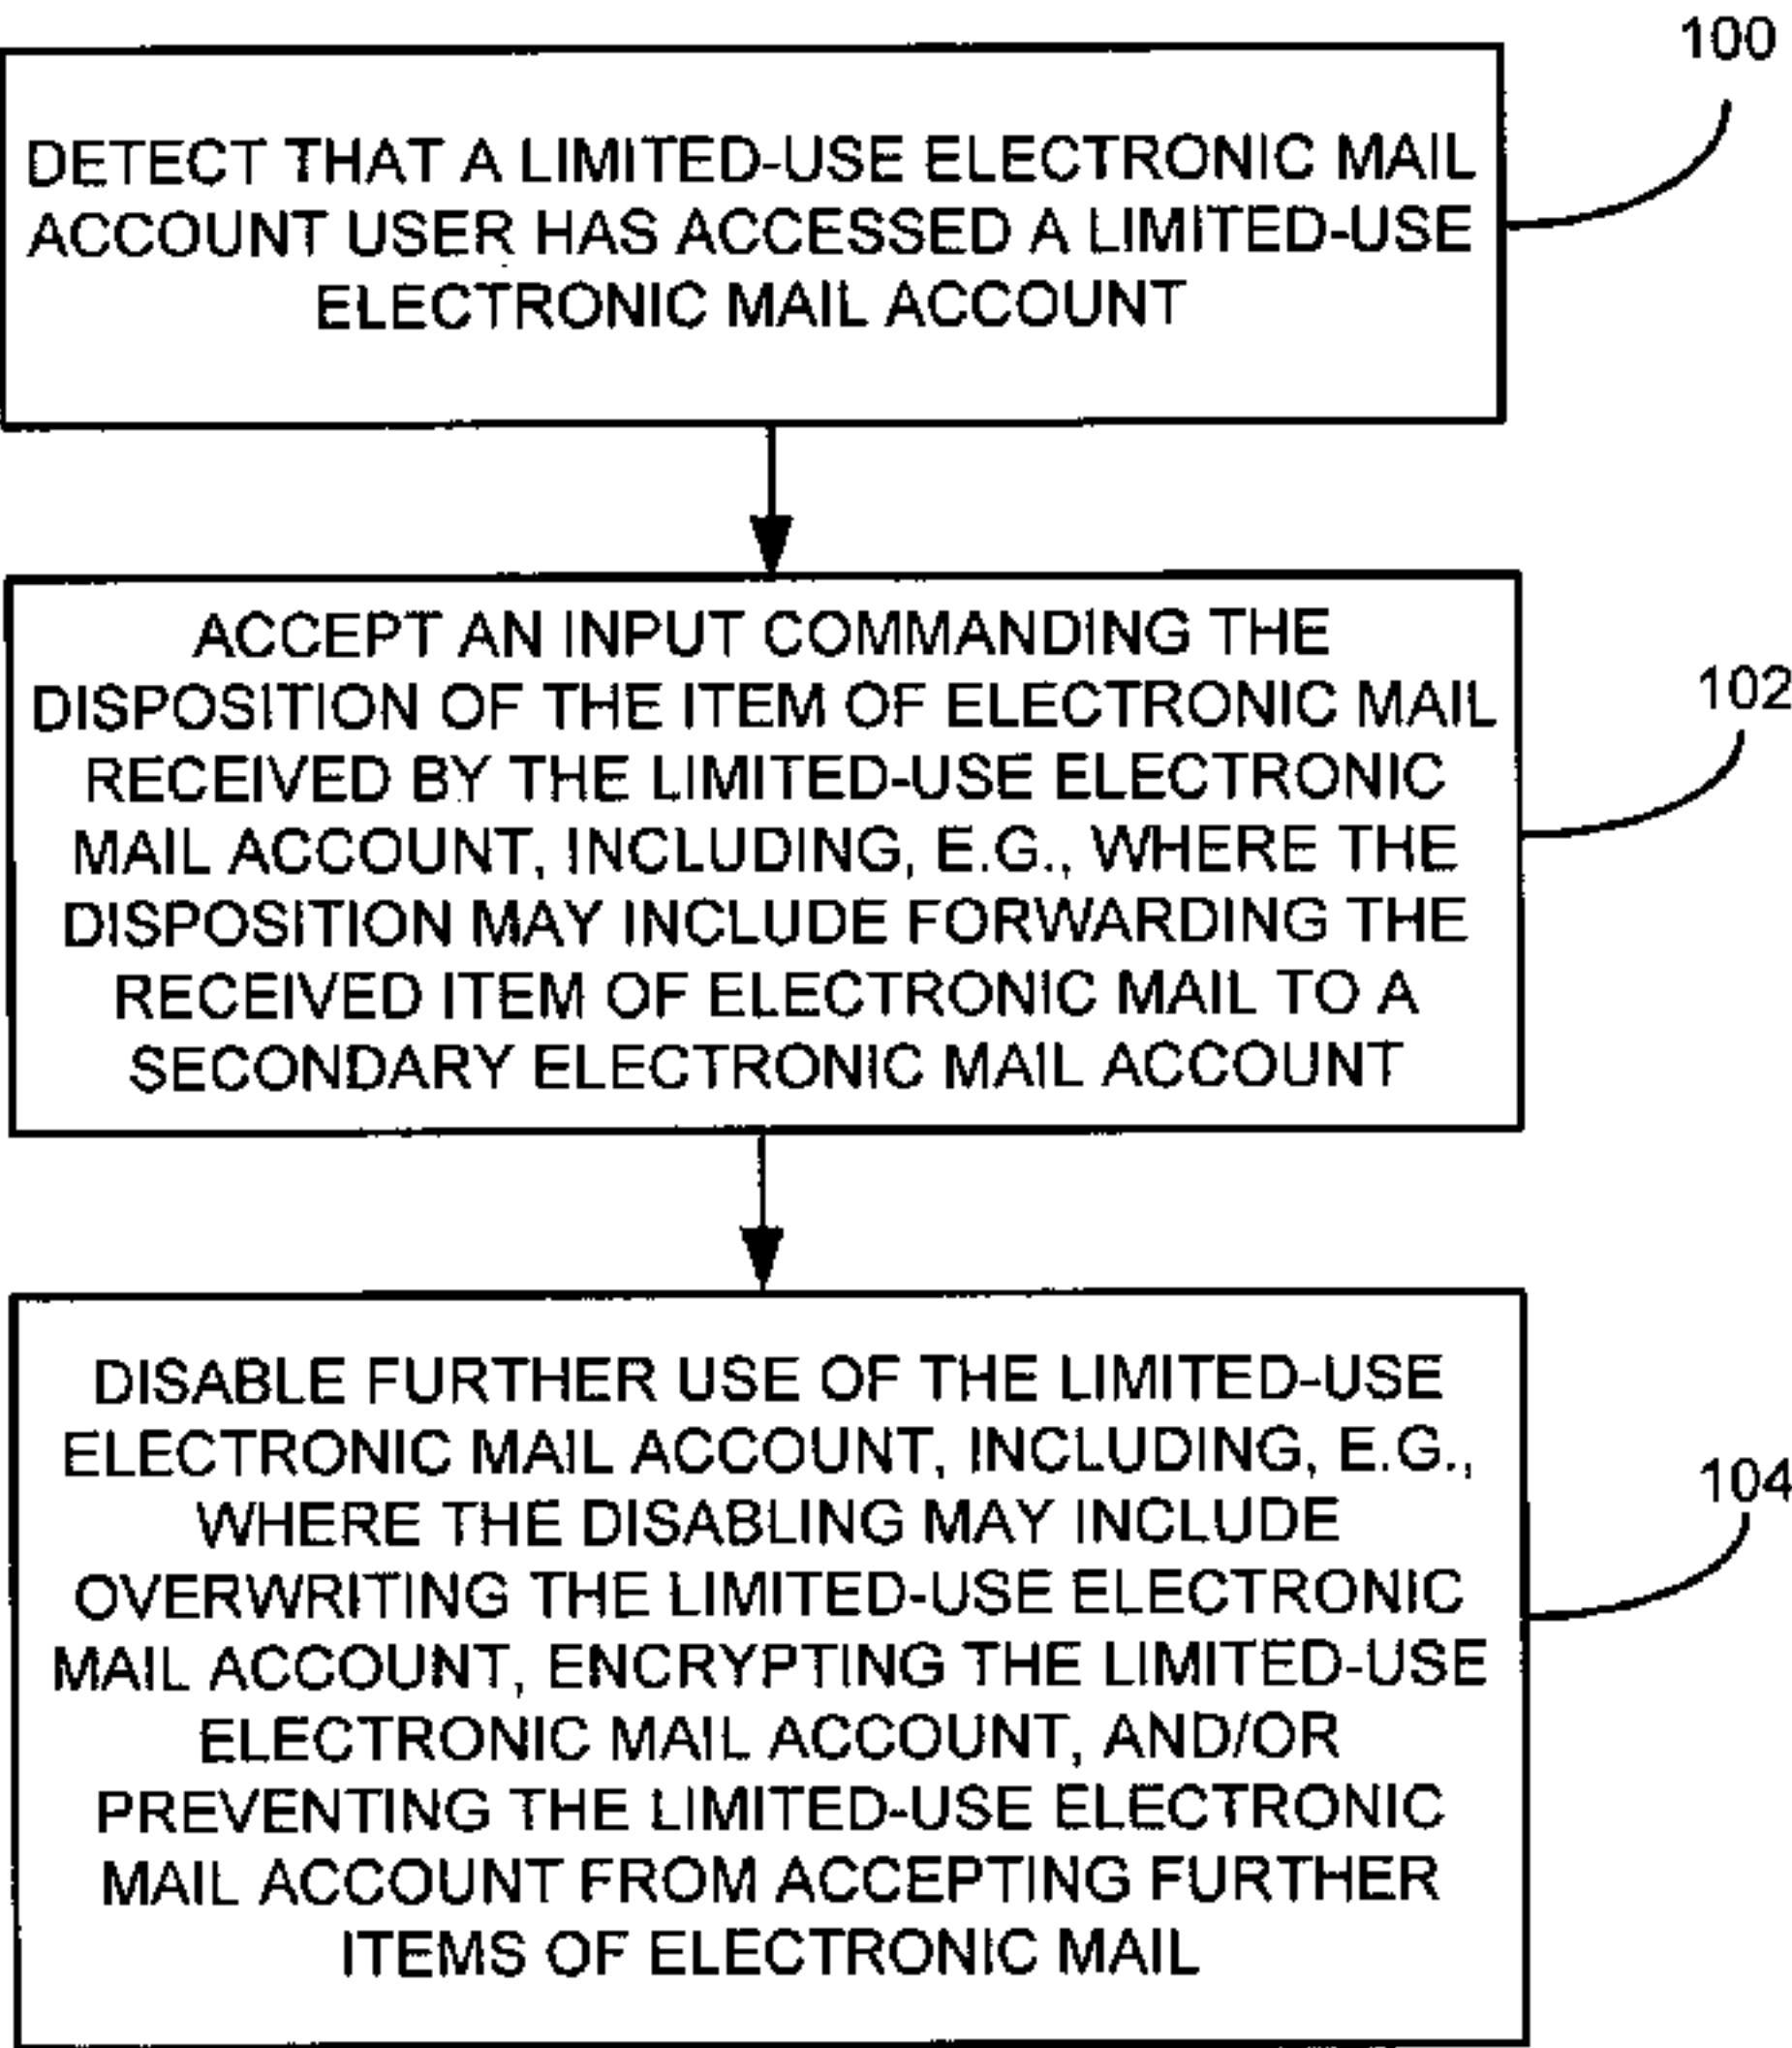 100
DETECT THAT A LIMITED-USE ELECTRONIC MAIL
ACCOUNT USER HAS ACCESSED A LIMITED-USE
ELECTRONIC MAIL ACCOUNT
ACCEPT AN INPUT COMMANDING THE
DISPOSITION OF THE ITEM OF ELECTRONIC MAIL
RECEIVED BY THE LIMITED-USE ELECTRONIC
MAIL ACCOUNT, INCLUDING, E.G., WHERE THE
DISPOSITION MAY INCLUDE FORWARDING THE
RECEIVED ITEM OF ELECTRONIC MAIL TO A
SECONDARY ELECTRONIC MAIL ACCOUNT
102
DISABLE FURTHER USE OF THE LIMITED-USE
ELECTRONIC MAIL ACCOUNT, INCLUDING, E.G.,
WHERE THE DISABLING MAY INCLUDE
OVERWRITING THE LIMITED-USE ELECTRONIC
MAIL ACCOUNT, ENCRYPTING THE LIMITED-USE
ELECTRONIC MAIL ACCOUNT, AND/OR
PREVENTING THE LIMITED-USE ELECTRONIC
MAIL ACCOUNT FROM ACCEPTING FURTHER
ITEMS OF ELECTRONIC MAIL
104